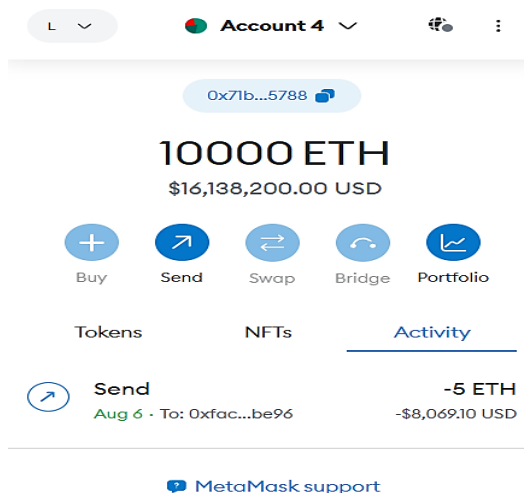 L
Account 4
0x71b...5788
10000 ETH
$16,138,200.00 USD
Buy Send Swap Bridge Portfolio
Tokens NFTs Activity
Send -5 ETH
Aug 6 · To: 0xfac...be96 -$8,069.10 USD
MetaMask support